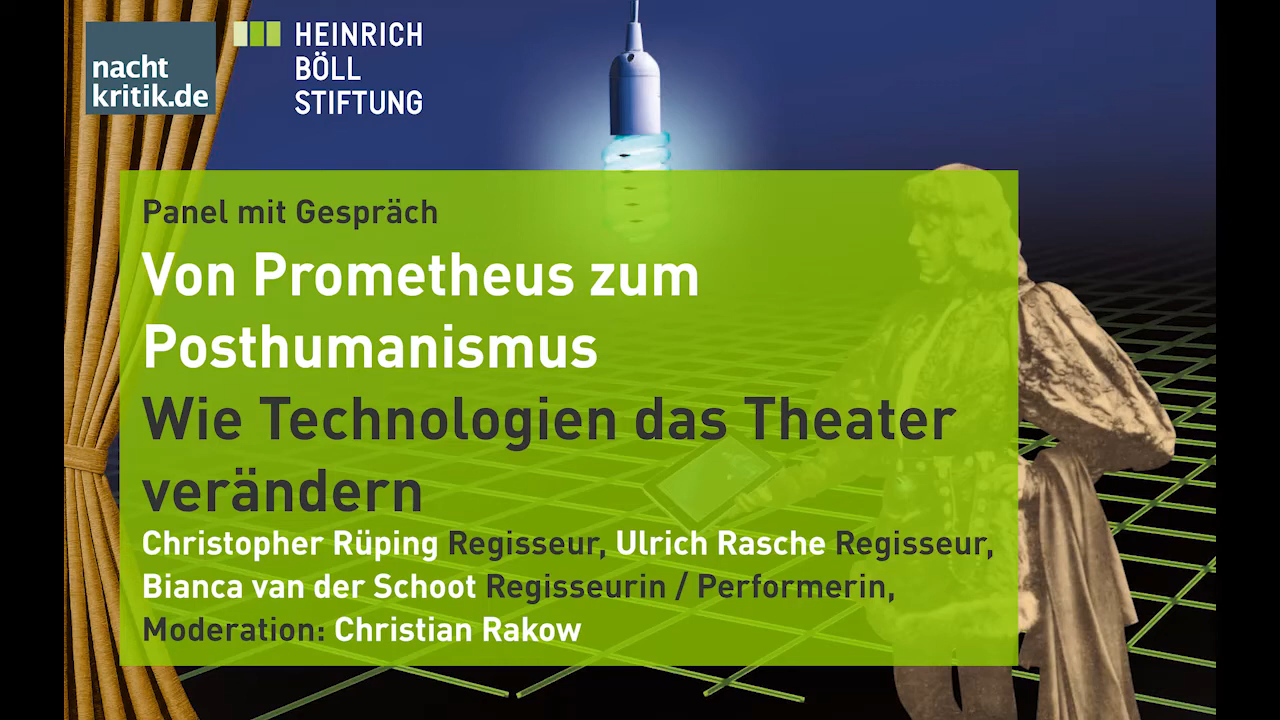 nacht
kritik.de
HEINRICH
BÖLL
STIFTUNG
Panel mit Gespräch
Von Prometheus zum
Posthumanismus
Wie Technologien das Theater
verändern
Christopher Rüping Regisseur, Ulrich Rasche Regisseur,
Bianca van der Schoot Regisseurin / Performerin,
Moderation: Christian Rakow